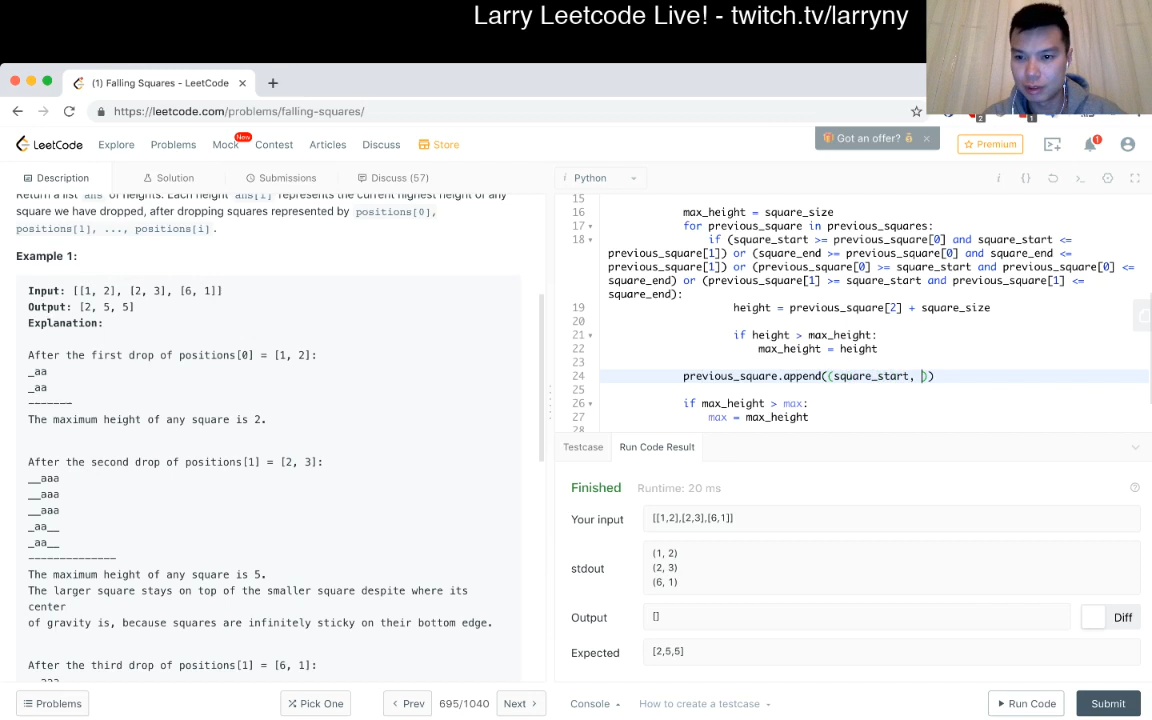 Larry Leetcode Live! - twitch.tv/larryny
(1) Falling Squares - LeetCode
https://leetcode.com/problems/falling-squares/
LeetCode Explore Problems Mock New Contest Articles Discuss Store
Got an offer?
Premium
1
2
1
Description Solution Submissions Discuss (57)
i Python
Return a list ans of heights. Each height ans[i] represents the current highest height of any
square we have dropped, after dropping squares represented by positions[0],
positions[1], ..., positions[i].
Example 1:
Input: [[1, 2], [2, 3], [6, 1]]
Output: [2, 5, 5]
Explanation:
After the first drop of positions[0] = [1, 2]:
_aa
_aa
-------
The maximum height of any square is 2.
After the second drop of positions[1] = [2, 3]:
__aaa
__aaa
__aaa
_aa__
_aa__
--------------
The maximum height of any square is 5.
The larger square stays on top of the smaller square despite where its
center
of gravity is, because squares are infinitely sticky on their bottom edge.
After the third drop of positions[1] = [6, 1]:
__aaa
15
16 max_height = square_size
17 for previous_square in previous_squares:
18 if (square_start >= previous_square[0] and square_start <=
previous_square[1]) or (square_end >= previous_square[0] and square_end <=
previous_square[1]) or (previous_square[0] >= square_start and previous_square[0] <=
square_end) or (previous_square[1] >= square_start and previous_square[1] <=
square_end):
19 height = previous_square[2] + square_size
20
21 if height > max_height:
22 max_height = height
23
24 previous_square.append((square_start, ))
25
26 if max_height > max:
27 max = max_height
28
Testcase Run Code Result
Finished Runtime: 20 ms
Your input [[1,2],[2,3],[6,1]]
stdout
(1, 2)
(2, 3)
(6, 1)
Output [] Diff
Expected [2,5,5]
Problems Pick One Prev 695/1040 Next Console How to create a testcase Run Code Submit